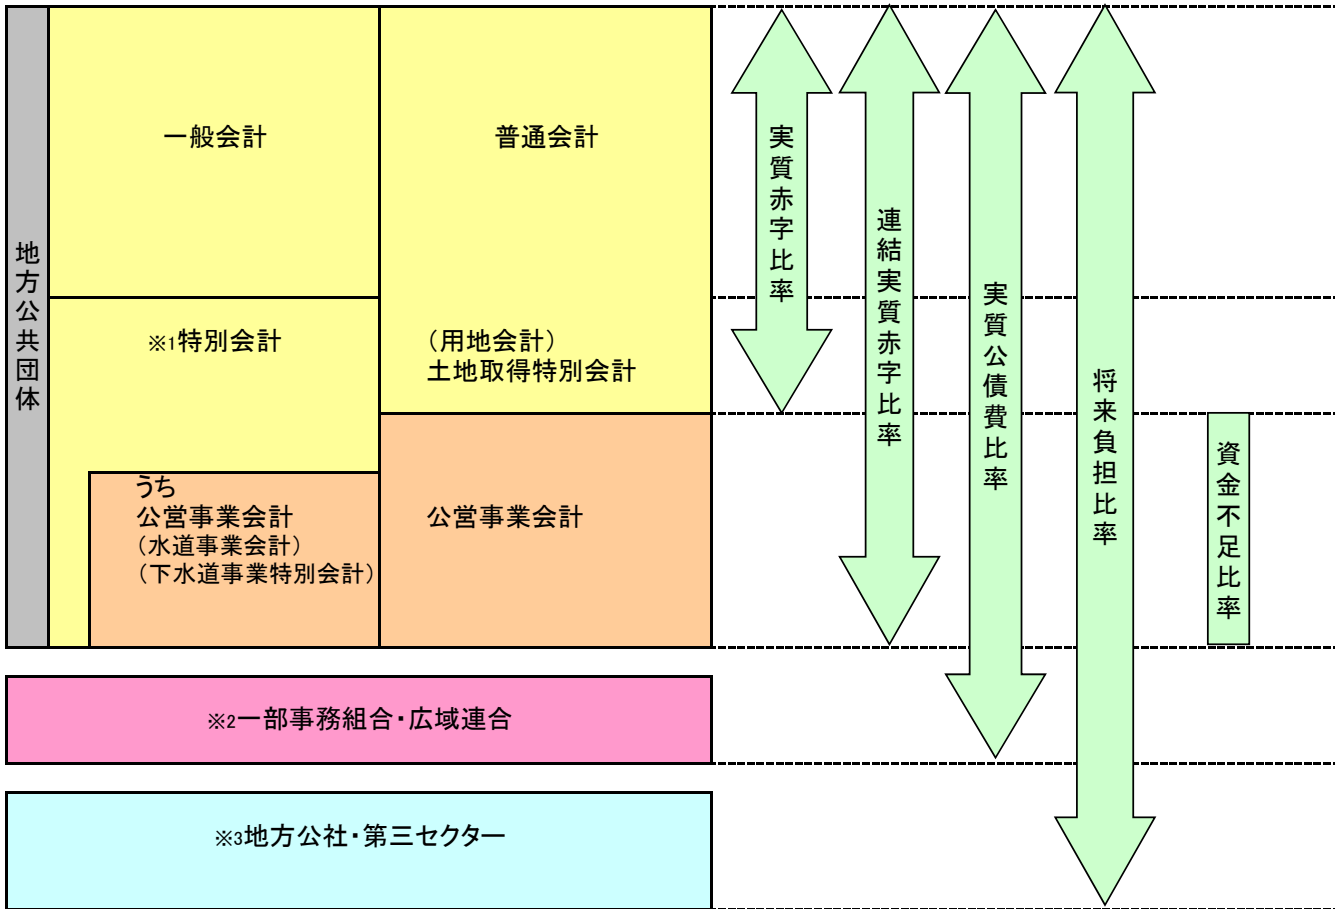 地方公共団体
一般会計
普通会計
※1特別会計
（用地会計）
土地取得特別会計
うち
公営事業会計
（水道事業会計）
（下水道事業特別会計）
公営事業会計
※2一部事務組合・広域連合
※3地方公社・第三セクター
実質赤字比率
連結実質赤字比率
実質公債費比率
将来負担比率
資金不足比率